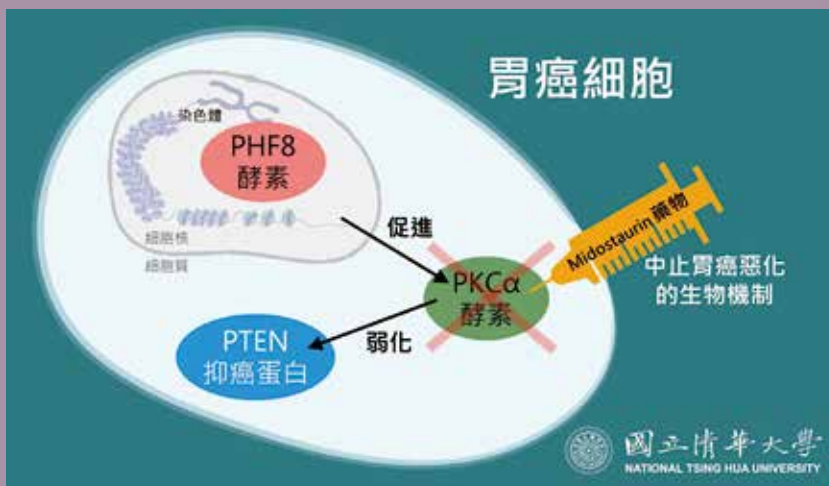 胃癌細胞
染色體
PHF8
酵素
細胞核
細胞質
促進
PKCα
酵素
Midostaurin 藥物
中止胃癌惡化
的生物機制
弱化
PTEN
抑癌蛋白
國立清華大學
NATIONAL TSING HUA UNIVERSITY